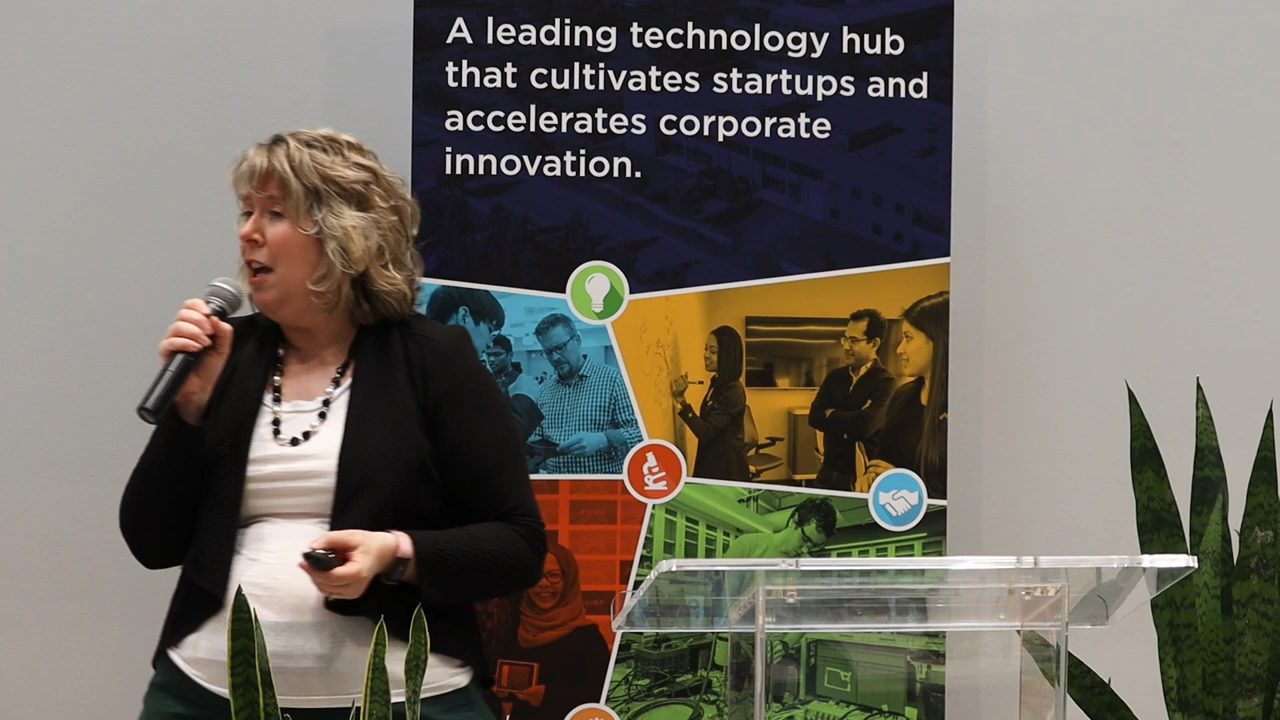 A leading technology hub
that cultivates startups and
accelerates corporate
innovation.